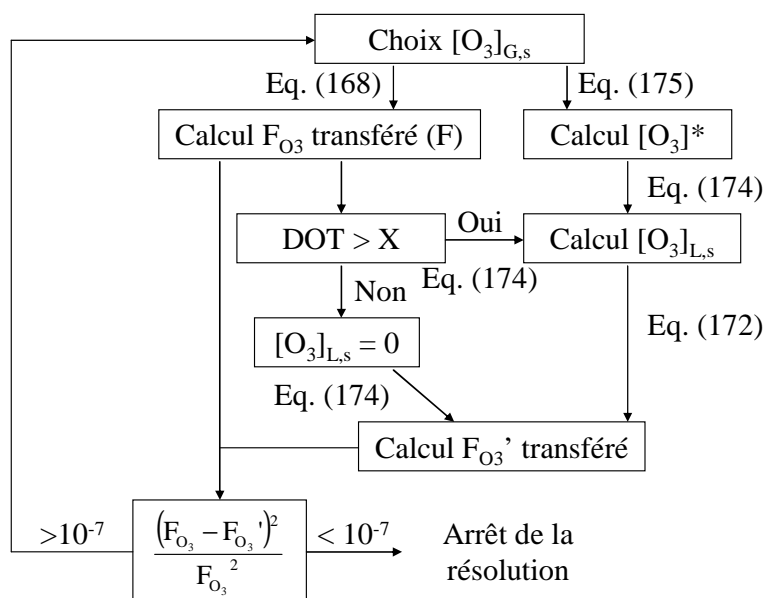 Choix [O₃]G,s
Eq. (168)
Eq. (175)
Calcul FO3 transféré (F)
Calcul [O₃]*
Eq. (174)
DOT > X
Oui
Calcul [O₃]L,s
Eq. (174)
Non
Eq. (172)
[O₃]L,s = 0
Eq. (174)
Calcul FO3’ transféré
>10⁻⁷
(FO₃ − FO₃')²
FO₃²
< 10⁻⁷
Arrêt de la
résolution